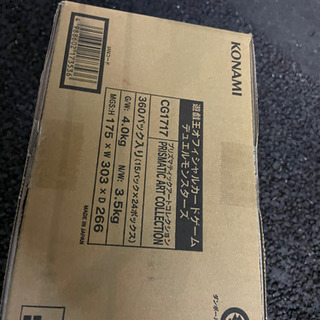 KONAMI
遊戯王オフィシャルカードゲーム
デュエルモンスターズ
プリズマティックアートコレクション
CG1717 PRISMATIC ART COLLECTION
360パック入り(15パック×24ボックス)
G/W: 4.0kg N/W: 3.5kg
MGS:H 175 × W 303 × D 266
MADE IN JAPAN